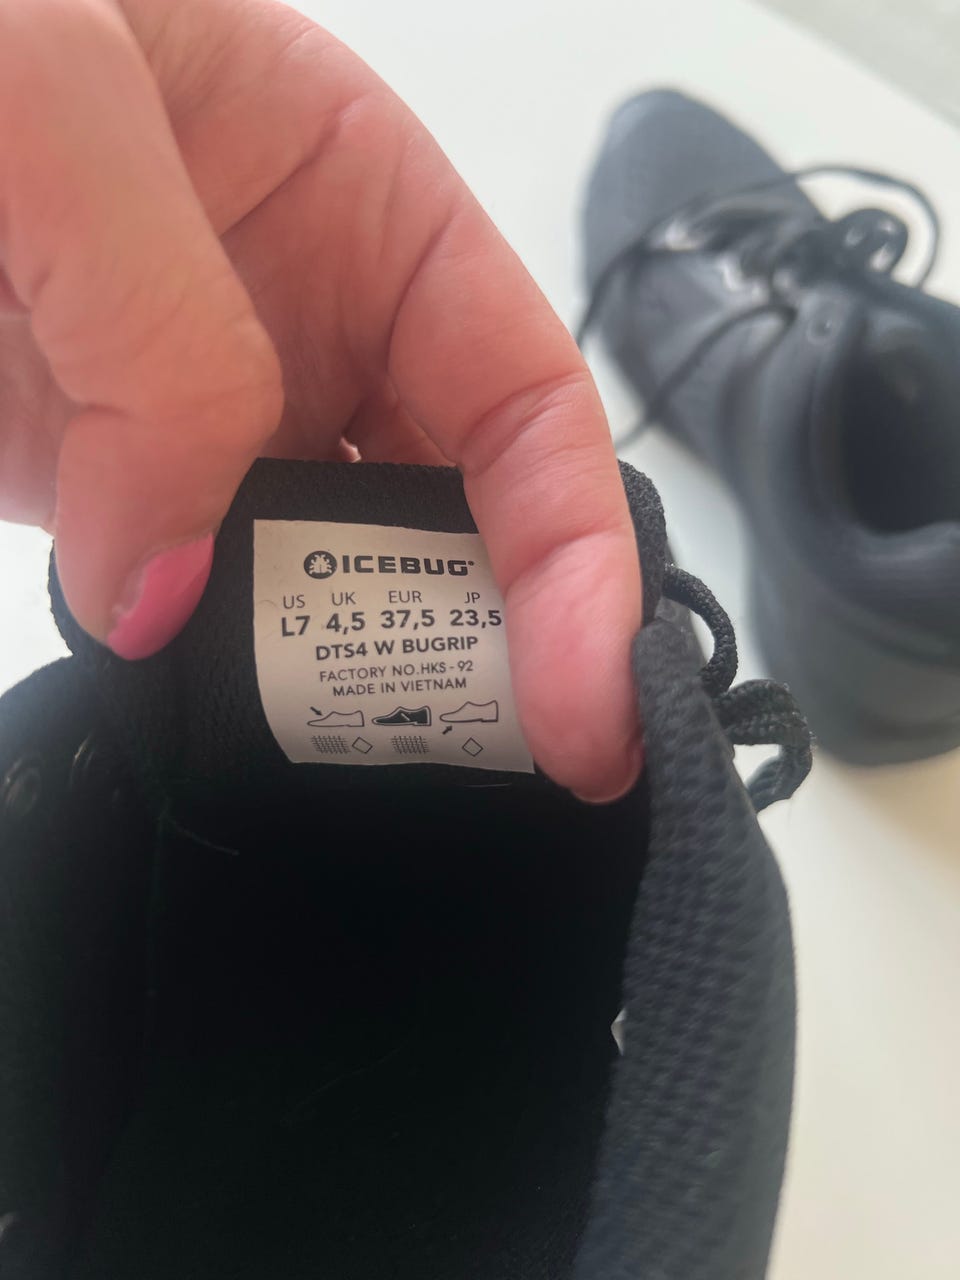 ICEBUG®
US UK EUR JP
L7 4,5 37,5 23,5
DTS4 W BUGRIP
FACTORY NO.HKS-92
MADE IN VIETNAM